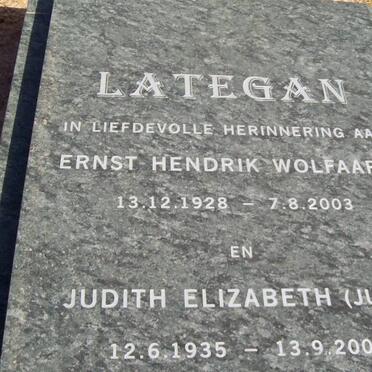 LATEGAN
IN LIEFDEVOLLE HERINNERING AA
ERNST HENDRIK WOLFAAR
13.12.1928 – 7.8.2003
EN
JUDITH ELIZABETH (JU
12.6.1935 – 13.9.200